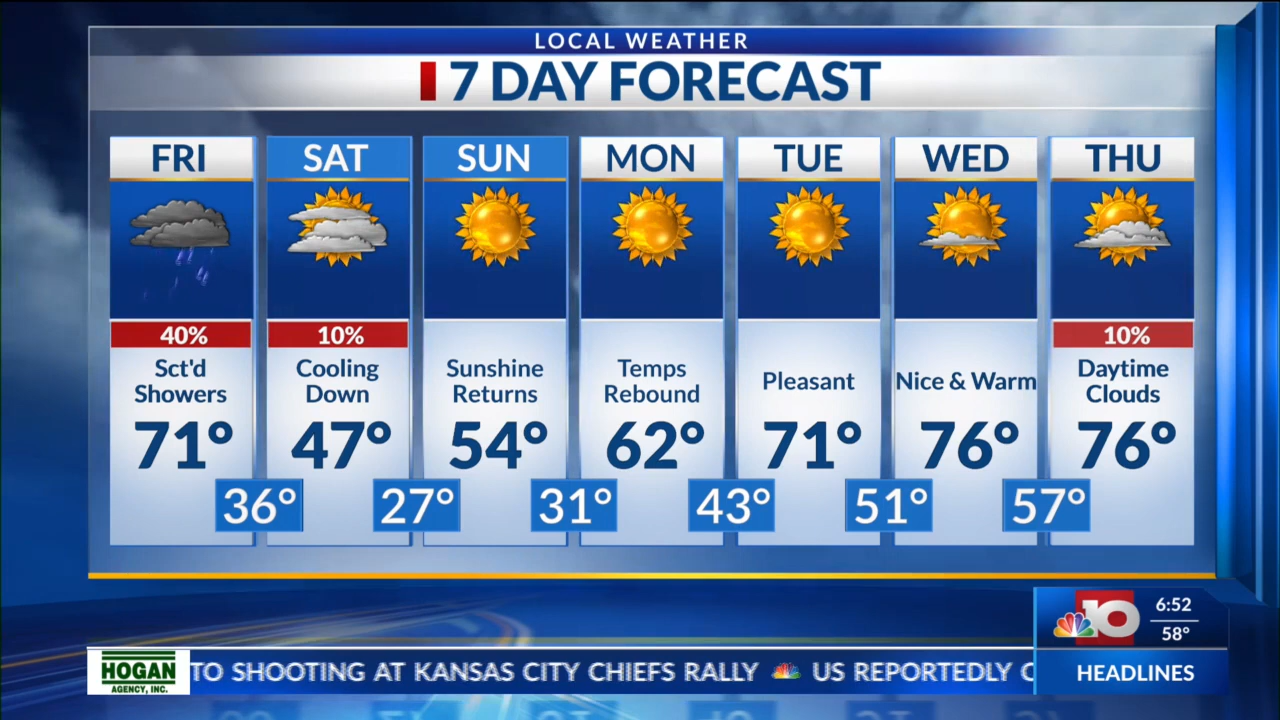 LOCAL WEATHER
7 DAY FORECAST
FRI SAT SUN MON TUE WED THU
40% 10% 10%
Sct'd Cooling Sunshine Temps Pleasant Nice & Warm Daytime
Showers Down Returns Rebound Clouds
71° 47° 54° 62° 71° 76° 76°
36° 27° 31° 43° 51° 57°
10 6:52
58°
HOGAN
AGENCY, INC.
TO SHOOTING AT KANSAS CITY CHIEFS RALLY US REPORTEDLY
HEADLINES